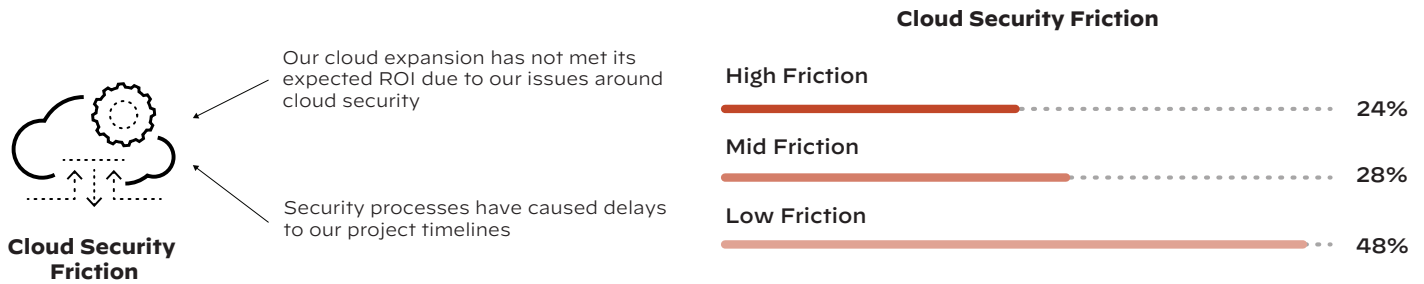 Our cloud expansion has not met its
expected ROI due to our issues around
cloud security
Security processes have caused delays
to our project timelines
Cloud Security
Friction
Cloud Security Friction
High Friction
24%
Mid Friction
28%
Low Friction
48%